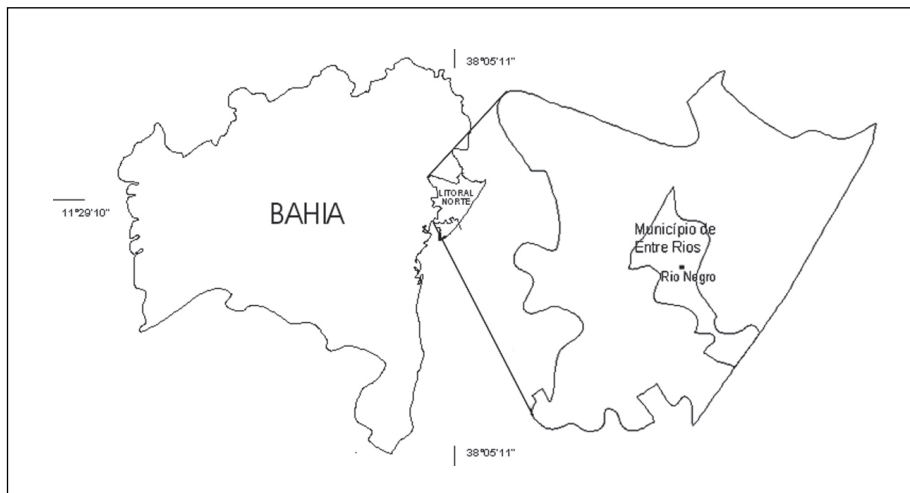 38°05'11"
11°29'10"
BAHIA
LITORAL
NORTE
Município de
Entre Rios
Rio Negro
38°05'11"